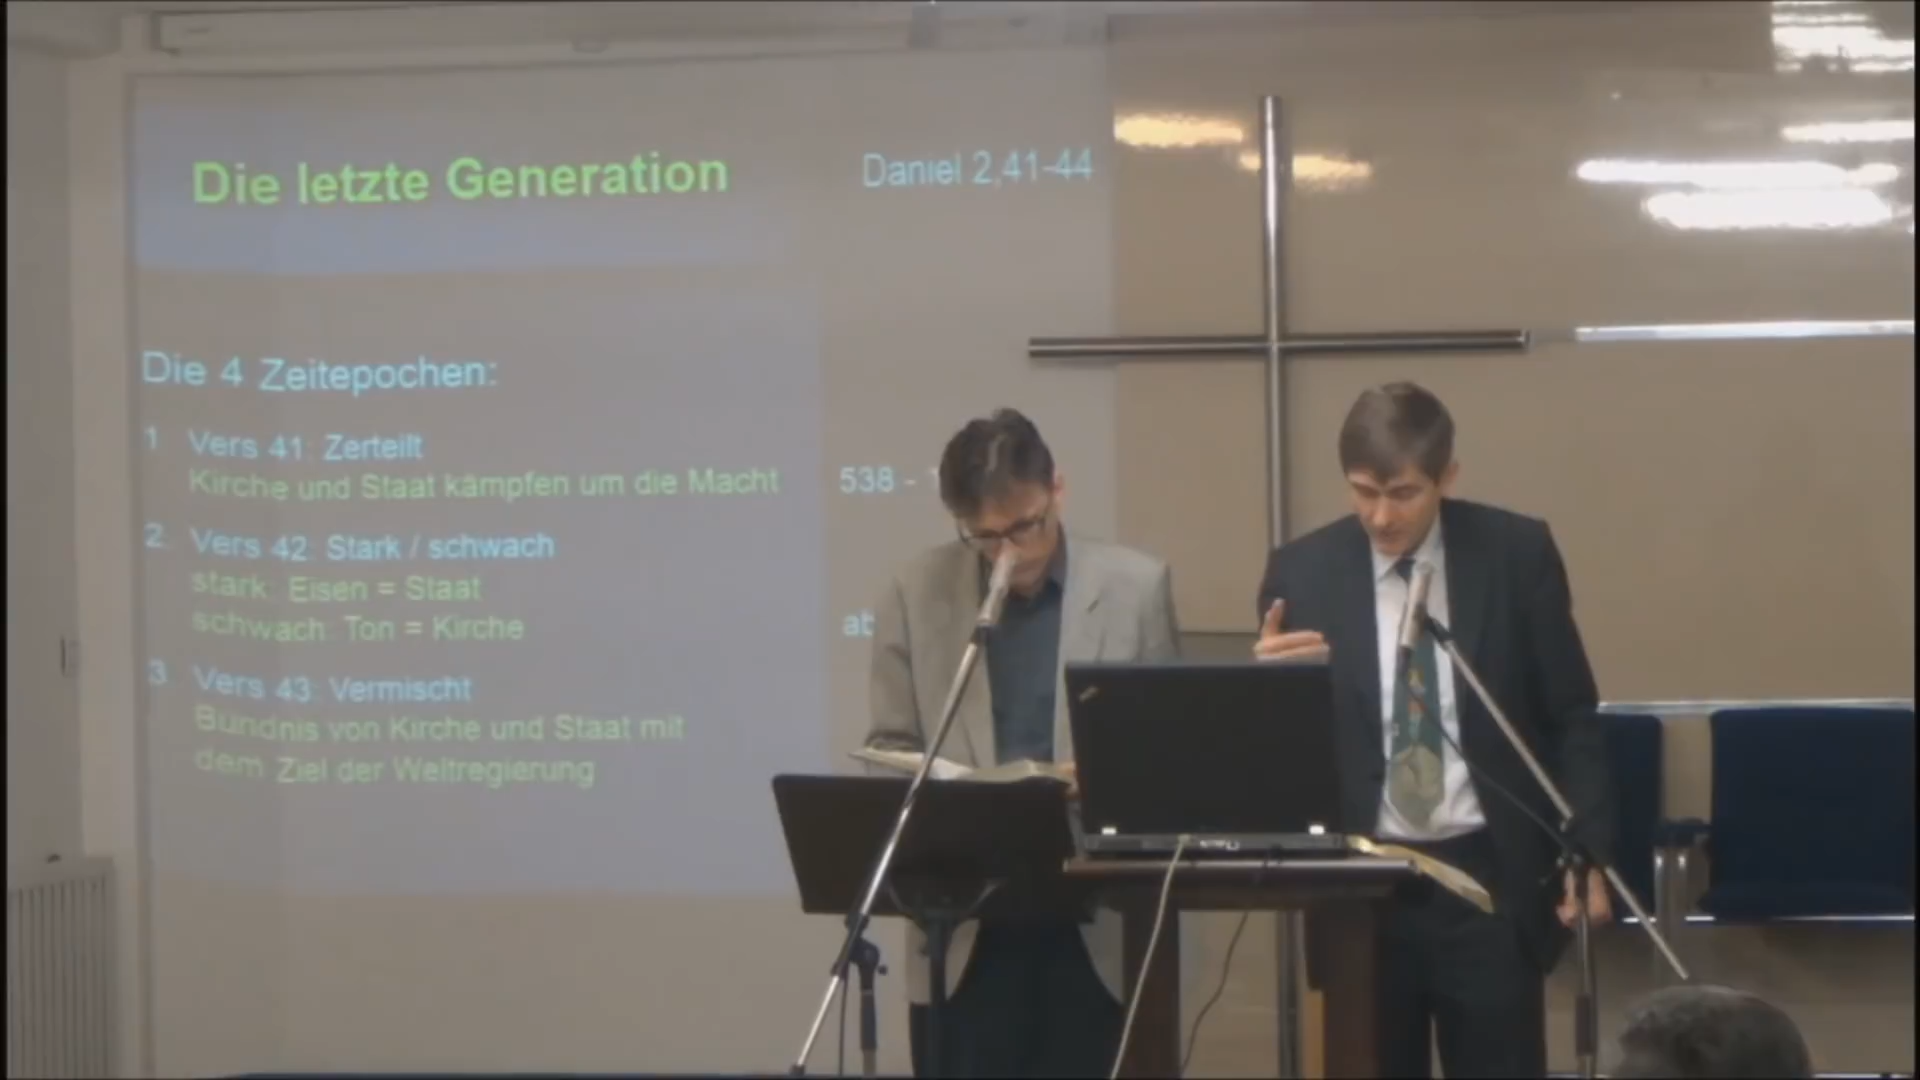 Die letzte Generation
Daniel 2,41-44
Die 4 Zeitepochen:
1 Vers 41: Zerteilt
Kirche und Staat kämpfen um die Macht
538 -
2. Vers 42: Stark / schwach
stark: Eisen = Staat
schwach: Ton = Kirche
ab
3. Vers 43: Vermischt
Bündnis von Kirche und Staat mit
dem Ziel der Weltregierung